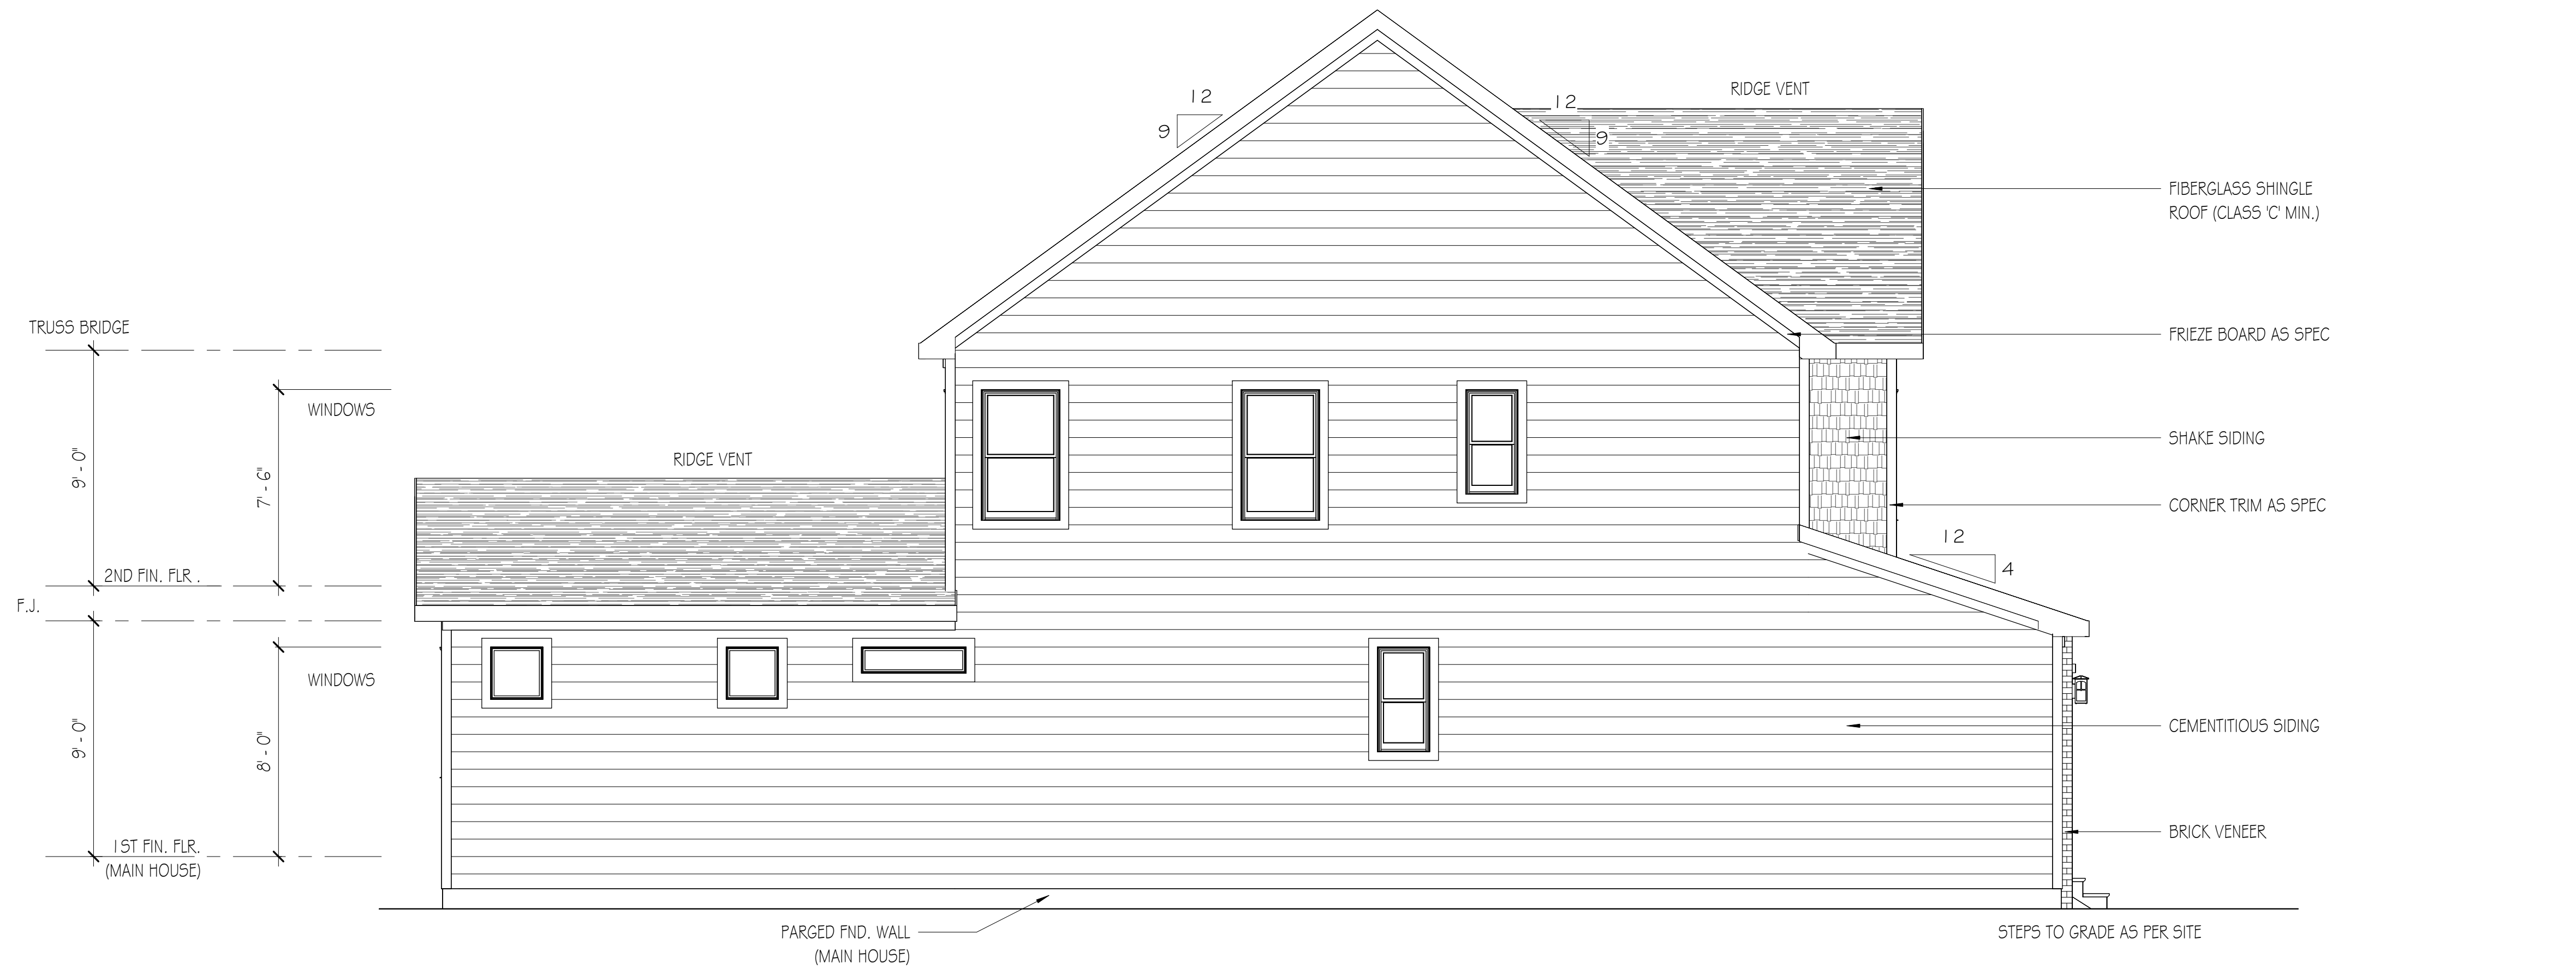 RIDGE VENT
12
9
12
9
FIBERGLASS SHINGLE
ROOF (CLASS 'C' MIN.)
TRUSS BRIDGE
FRIEZE BOARD AS SPEC
WINDOWS
9' - 0"
7' - 6"
RIDGE VENT
SHAKE SIDING
CORNER TRIM AS SPEC
12
4
2ND FIN. FLR .
F.J.
WINDOWS
9' - 0"
8' - 0"
CEMENTITIOUS SIDING
BRICK VENEER
1ST FIN. FLR.
(MAIN HOUSE)
PARGED FND. WALL
(MAIN HOUSE)
STEPS TO GRADE AS PER SITE